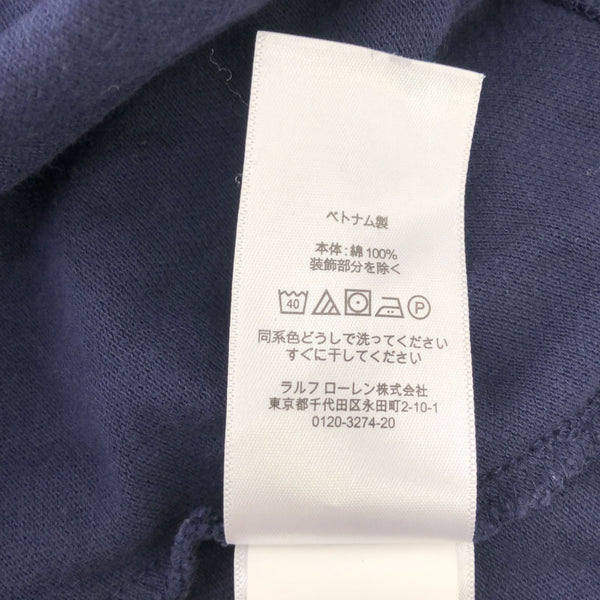 ベトナム製
本体：綿 100%
装飾部分を除く
40 P
同系色どうしで洗ってください
すぐに干してください
ラルフ ローレン株式会社
東京都千代田区永田町2-10-1
0120-3274-20